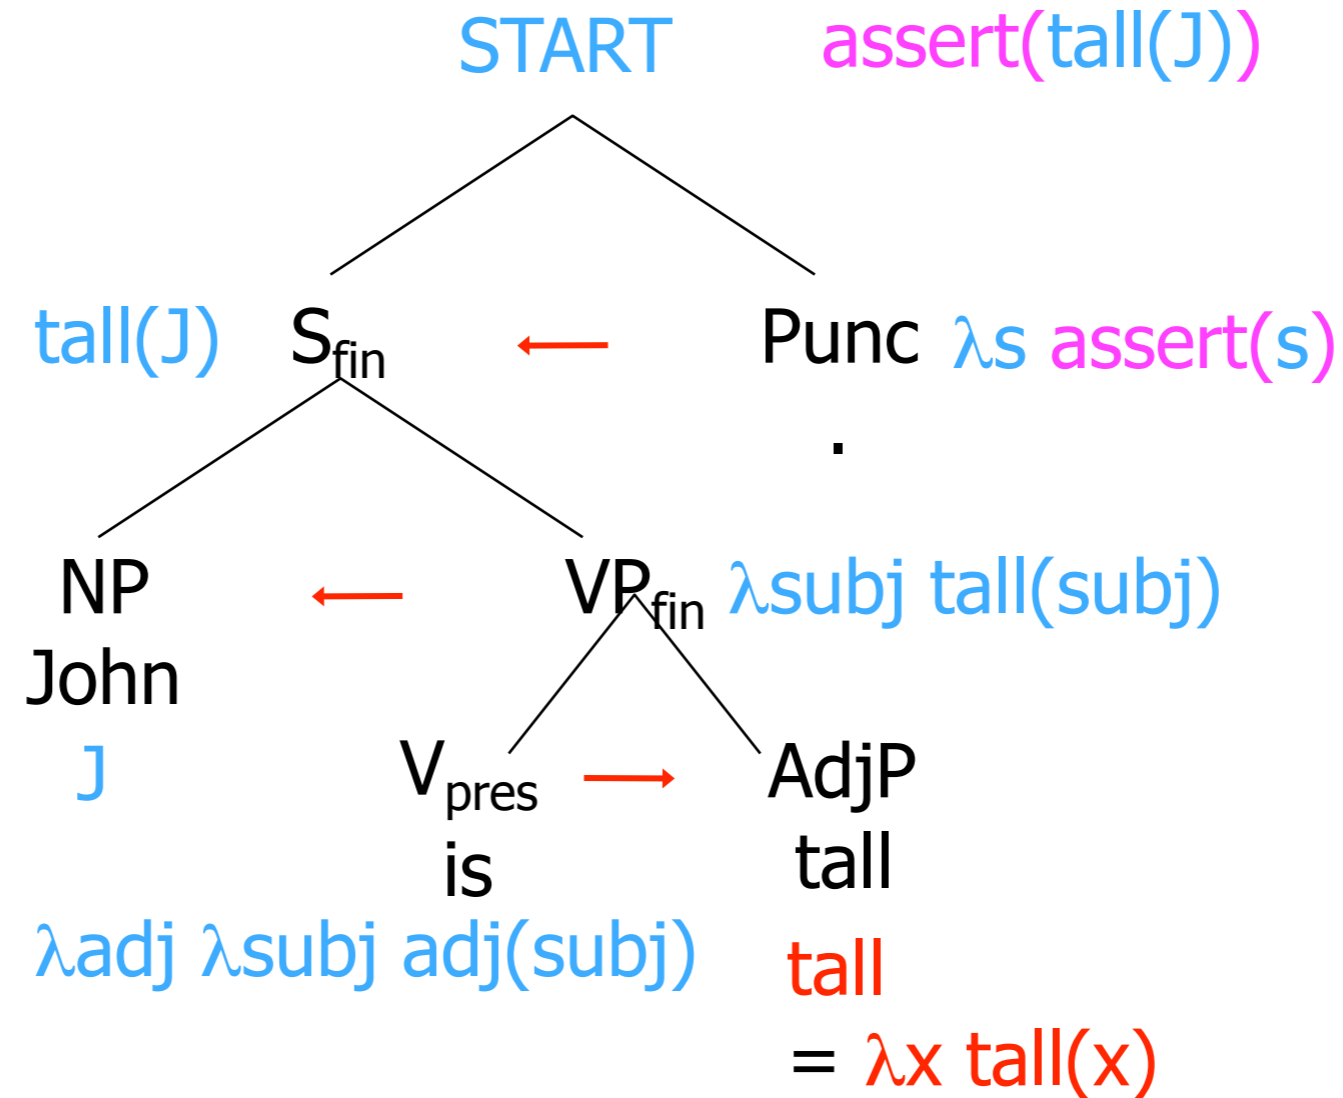 START assert(tall(J))
tall(J) Sfin Punc λs assert(s)
.
NP VPfin λsubj tall(subj)
John
J Vpres AdjP
is tall
λadj λsubj adj(subj) tall
= λx tall(x)